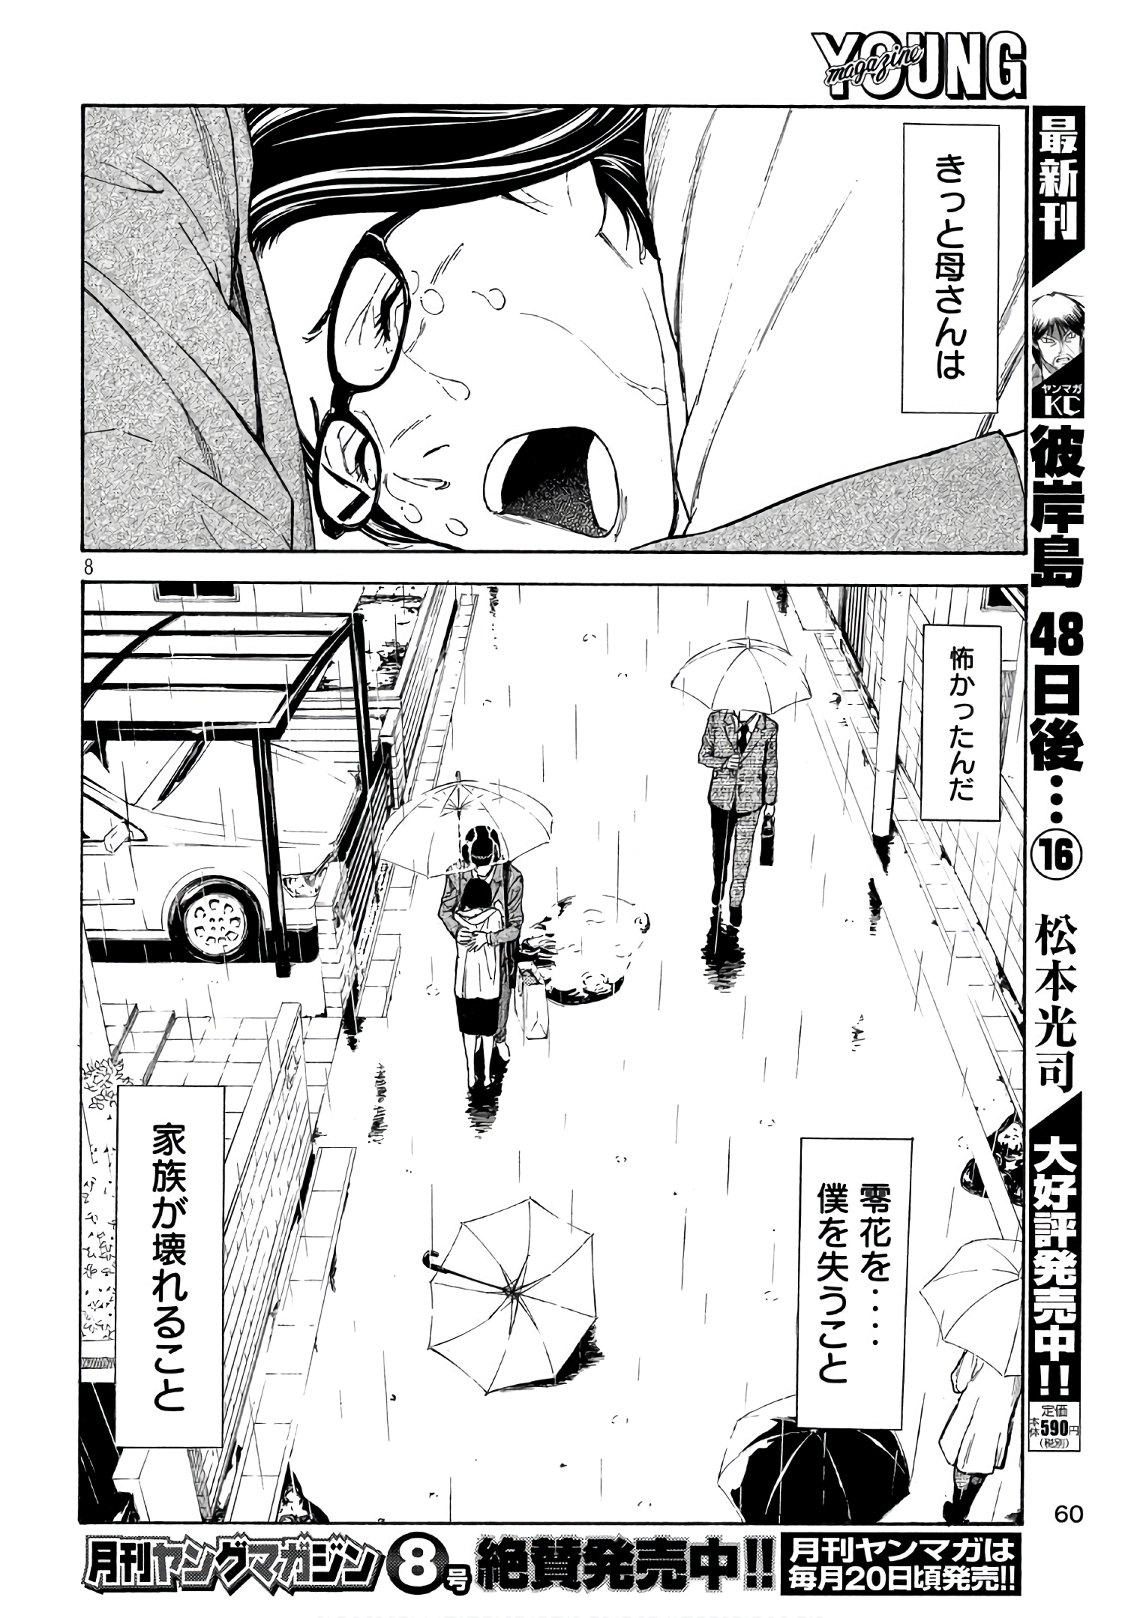 YOUNG
magazine
きっと母さんは
8
怖かったんだ
零花を‥‥‥
僕を失うこと
家族が壊れること
最新刊
ヤンマガ
KC
彼岸島 48日後…⑯
松本光司
大好評発売中!!
定価
本体590円
(税別)
60
月刊ヤングマガジン8号 絶賛発売中!!
月刊ヤンマガは
毎月20日頃発売!!